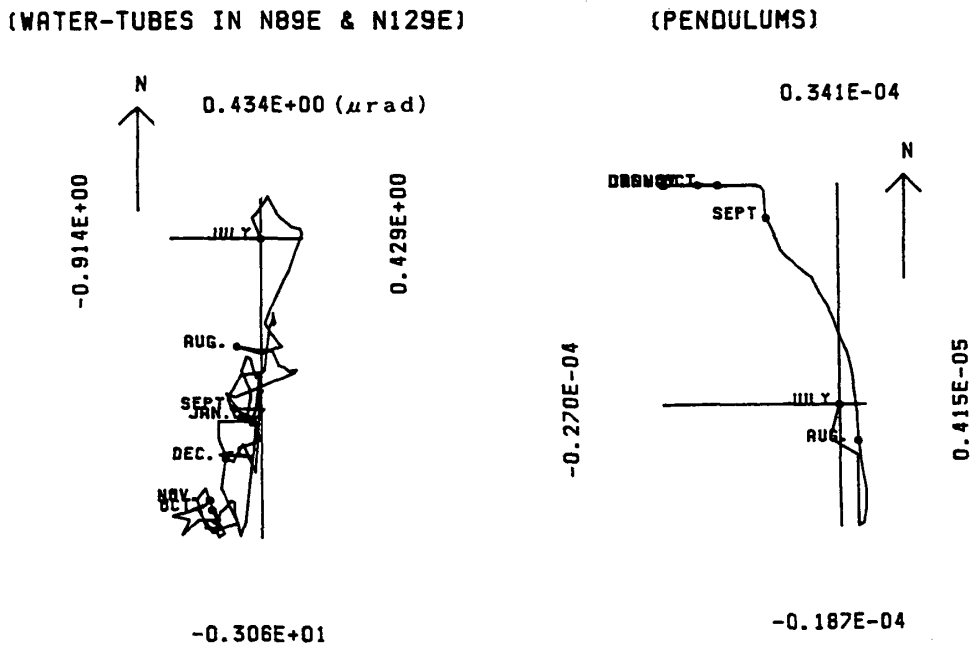 (WATER-TUBES IN N89E & N129E)
N
0.434E+00 (μrad)
-0.914E+00
0.429E+00
AUG.
SEPT
JAN.
DEC.
NOV.
OCT
-0.306E+01
(PENDULUMS)
0.341E-04
N
OCT
SEPT
-0.270E-04
0.415E-05
AUG.
-0.187E-04